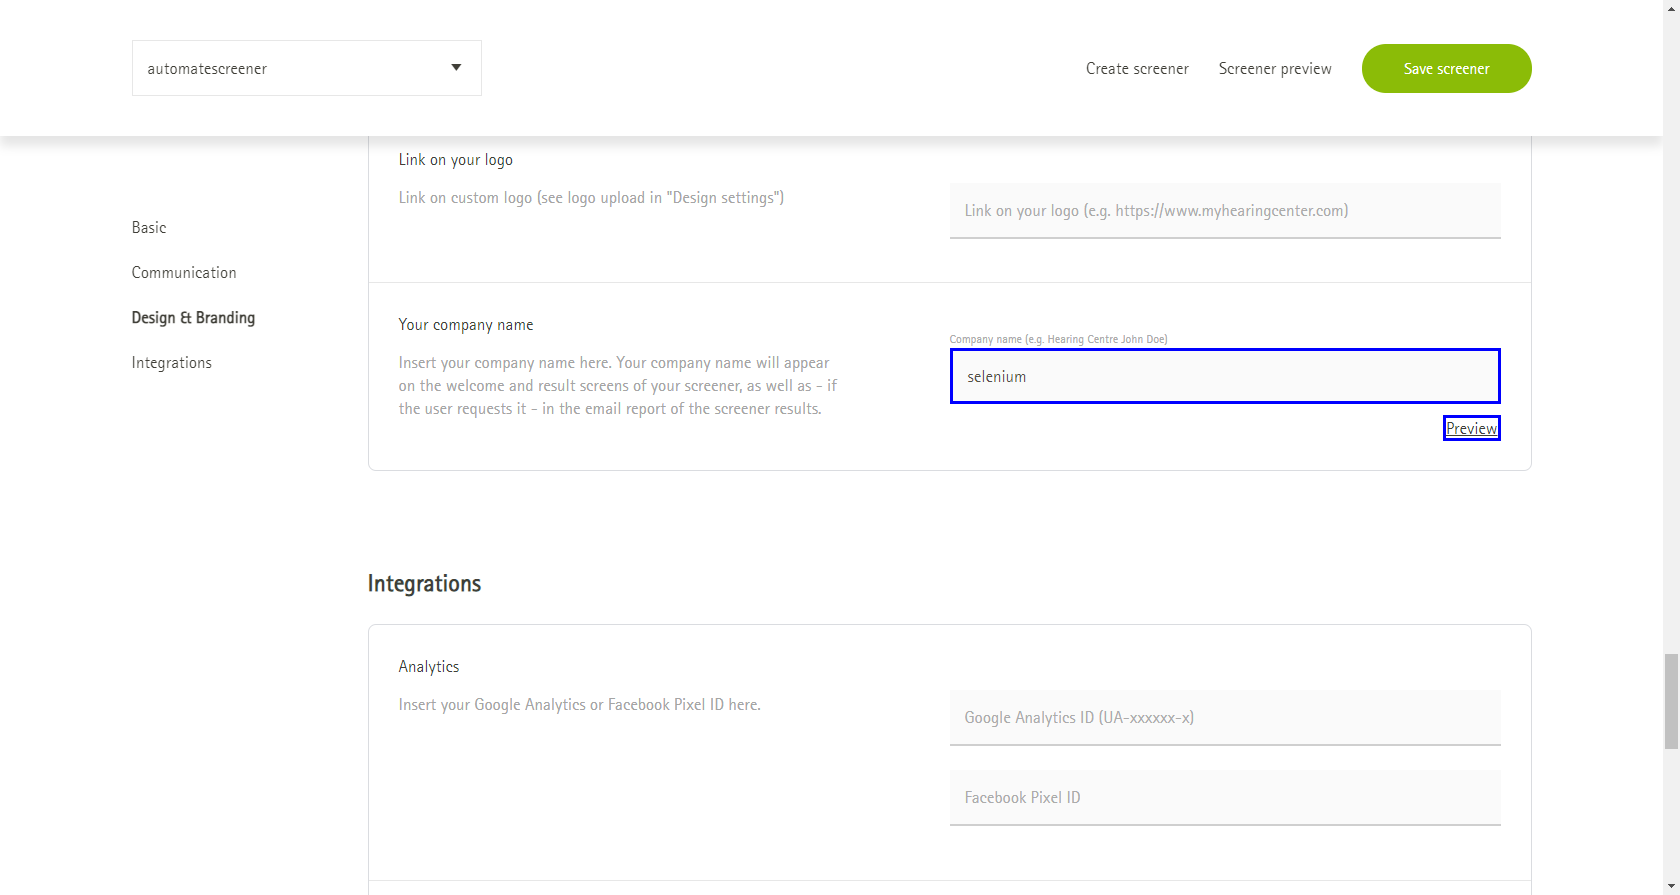 automatescreener
Create screener
Screener preview
Save screener
Link on your logo
Link on custom logo (see logo upload in "Design settings")
Link on your logo (e.g. https://www.myhearingcenter.com)
Basic
Communication
Design & Branding
Integrations
Your company name
Insert your company name here. Your company name will appear
on the welcome and result screens of your screener, as well as - if
the user requests it - in the email report of the screener results.
Company name (e.g. Hearing Centre John Doe)
selenium
Preview
Integrations
Analytics
Insert your Google Analytics or Facebook Pixel ID here.
Google Analytics ID (UA-xxxxxx-x)
Facebook Pixel ID